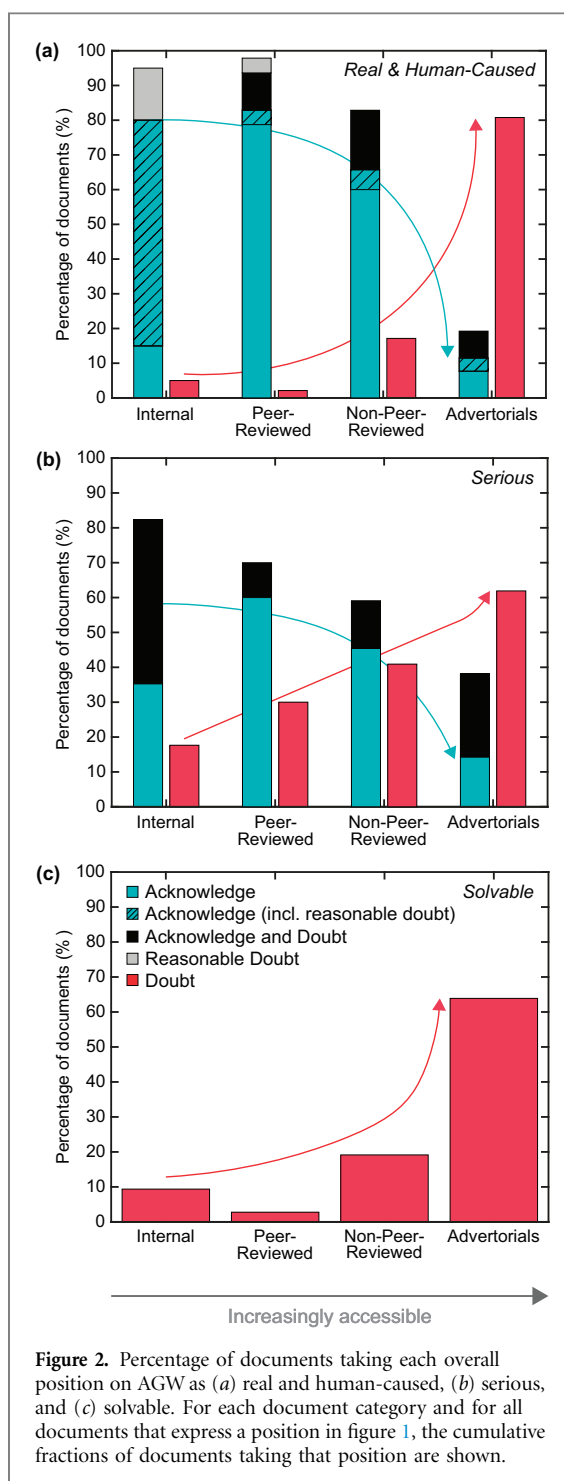 (a)
Real & Human-Caused
Percentage of documents (%)
100
90
80
70
60
50
40
30
20
10
0
Internal
Peer-
Reviewed
Non-Peer-
Reviewed
Advertorials
(b)
Serious
Percentage of documents (%)
100
90
80
70
60
50
40
30
20
10
0
Internal
Peer-
Reviewed
Non-Peer-
Reviewed
Advertorials
(c)
Solvable
Acknowledge
Acknowledge (incl. reasonable doubt)
Acknowledge and Doubt
Reasonable Doubt
Doubt
Percentage of documents (%)
100
90
80
70
60
50
40
30
20
10
0
Internal
Peer-
Reviewed
Non-Peer-
Reviewed
Advertorials
Increasingly accessible
Figure 2. Percentage of documents taking each overall
position on AGW as (a) real and human-caused, (b) serious,
and (c) solvable. For each document category and for all
documents that express a position in figure 1, the cumulative
fractions of documents taking that position are shown.